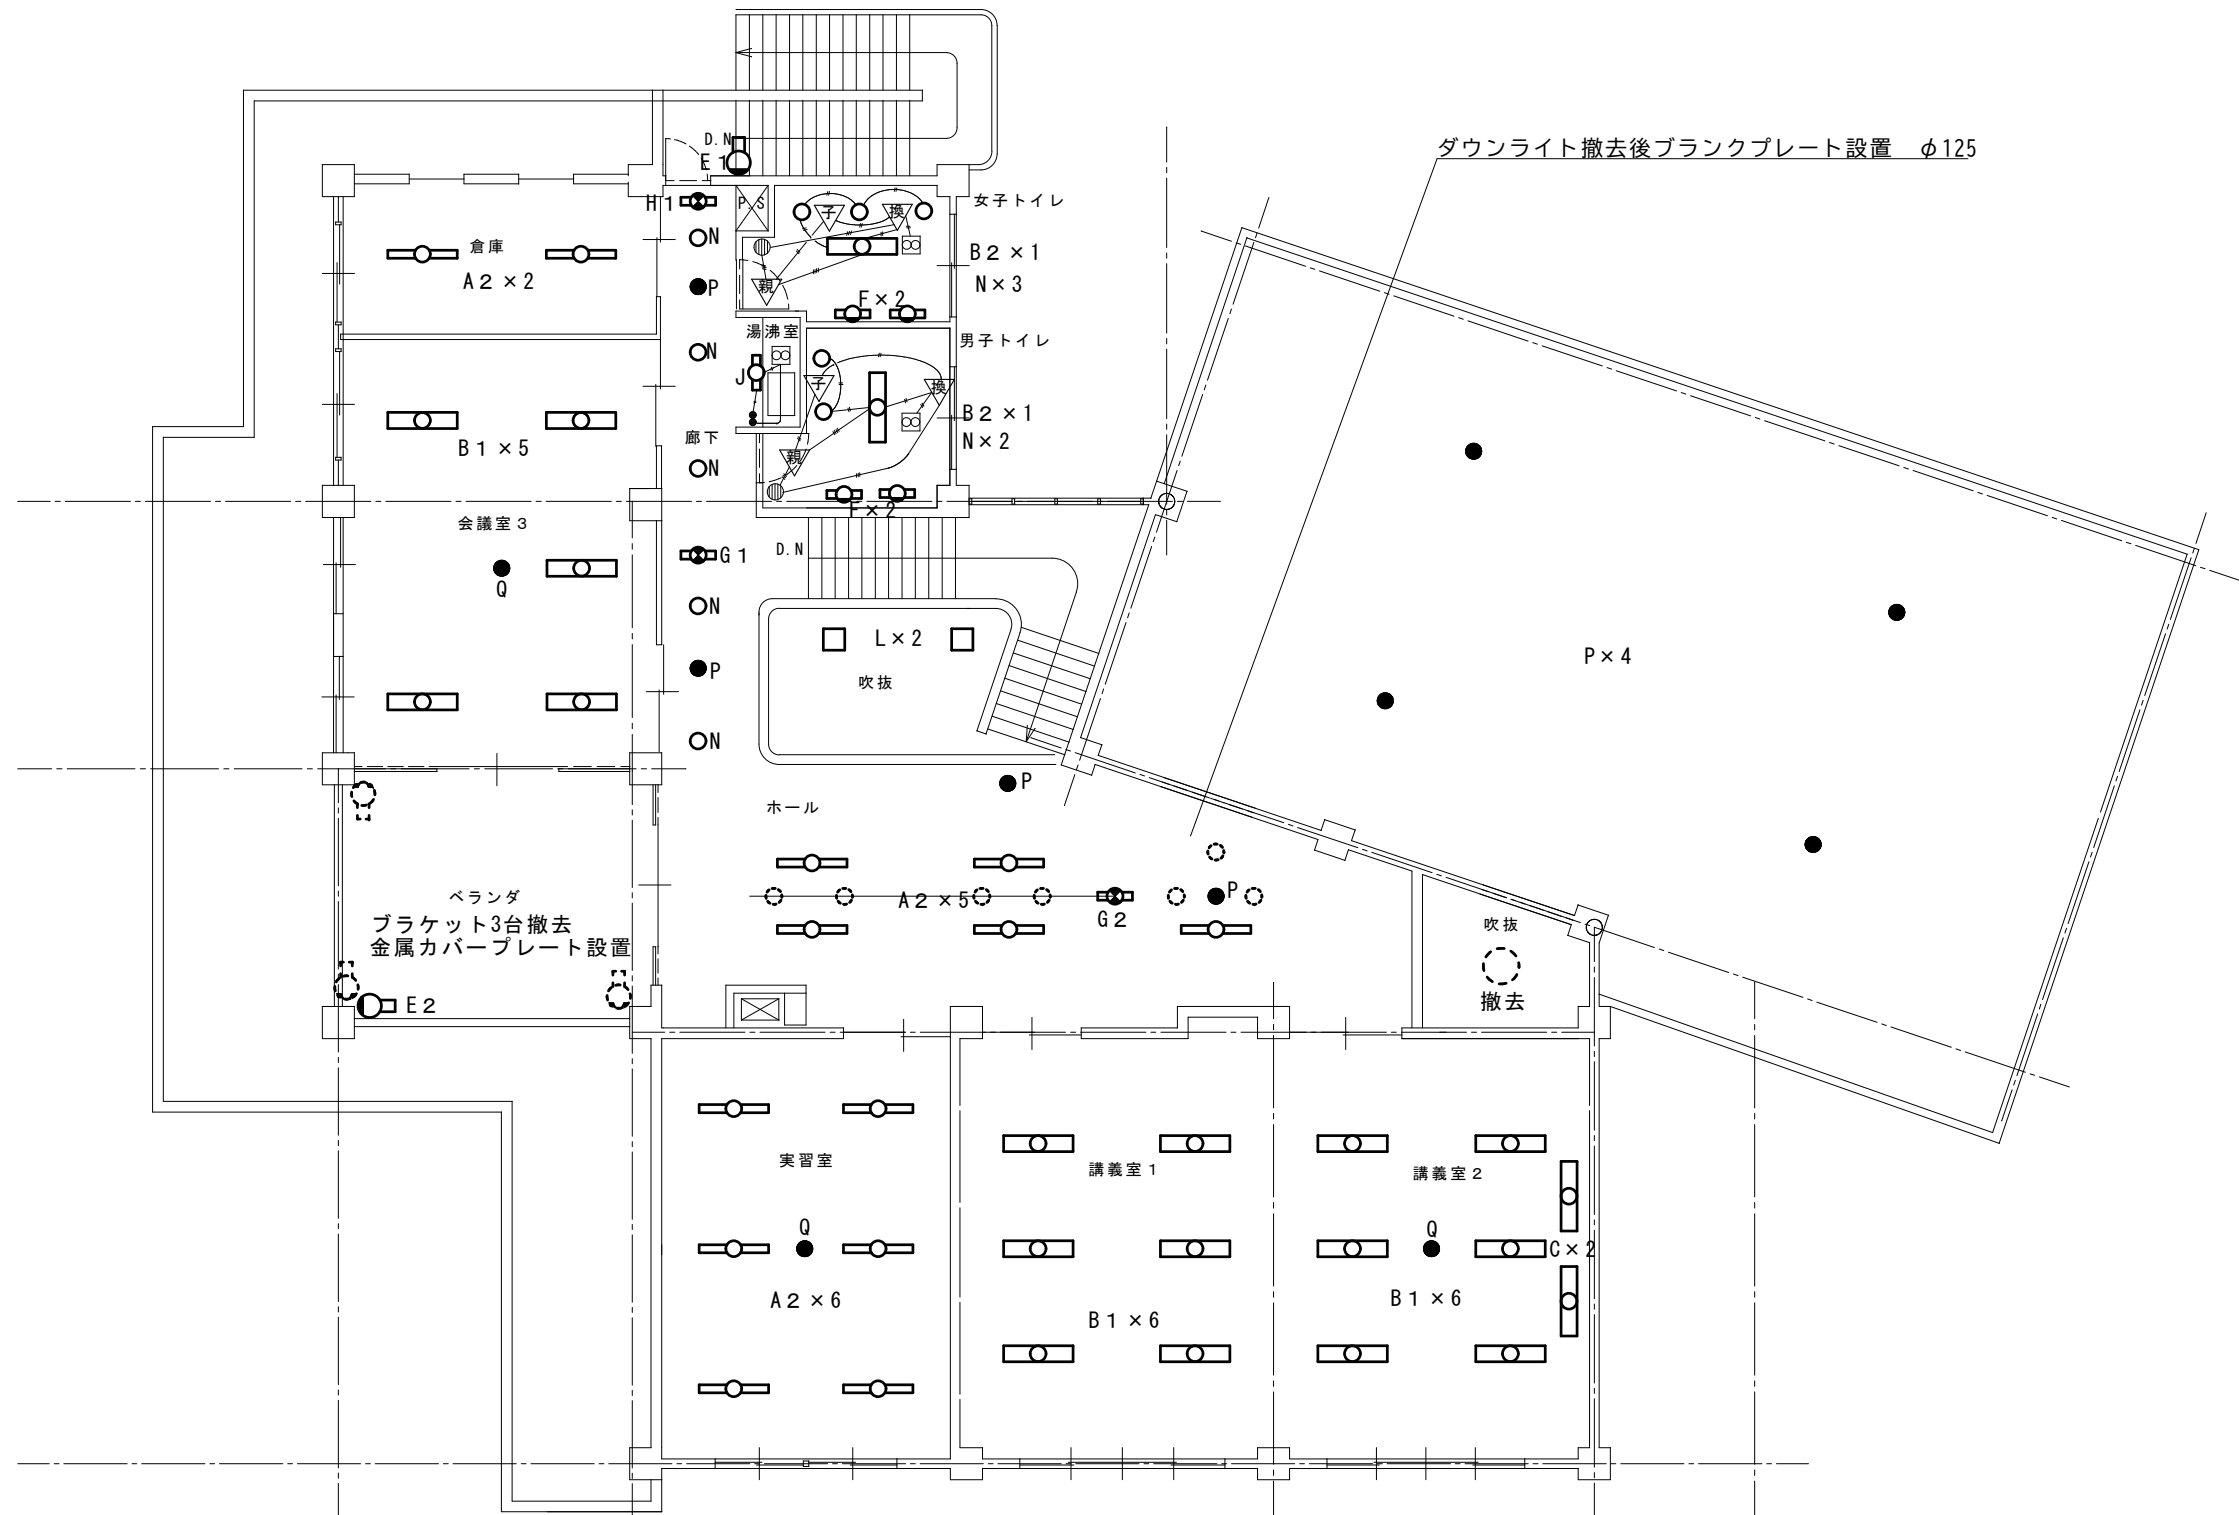 ダウンライト撤去後ブランクプレート設置　φ125
D.N
E1
H1
P.S
子
換
女子トイレ
N
倉庫
A2×2
B2×1
N×3
P
親
F×2
湯沸室
男子トイレ
N
J
子
換
B2×1
N×2
B1×5
廊下
N
親
F×2
会議室3
G1
D.N
Q
N
L×2
P×4
P
吹抜
N
P
ホール
ベランダ
ブラケット3台撤去
金属カバープレート設置
A2×5
G2
P
吹抜
撤去
E2
実習室
講義室1
講義室2
Q
Q
C×2
A2×6
B1×6
B1×6